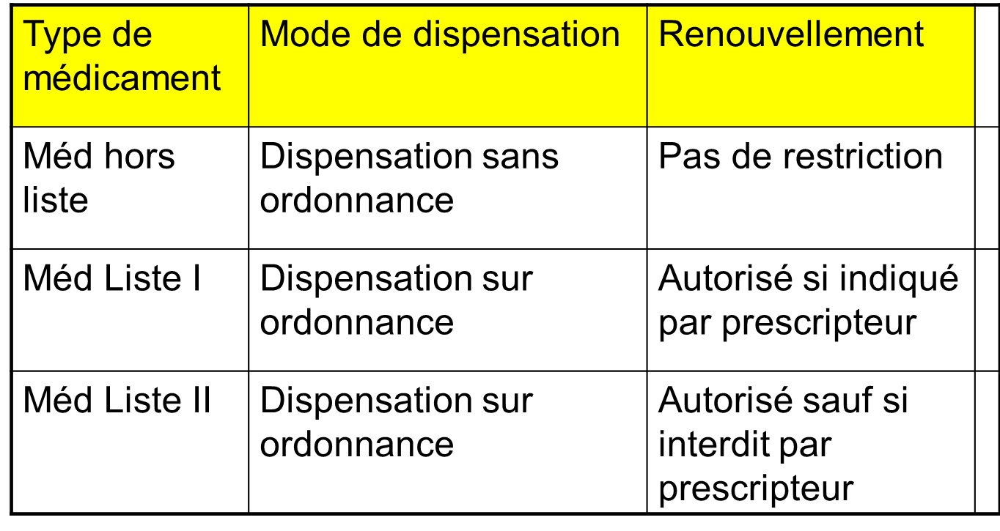 Type de
médicament
Mode de dispensation
Renouvellement
Méd hors
liste
Dispensation sans
ordonnance
Pas de restriction
Méd Liste I
Dispensation sur
ordonnance
Autorisé si indiqué
par prescripteur
Méd Liste II
Dispensation sur
ordonnance
Autorisé sauf si
interdit par
prescripteur